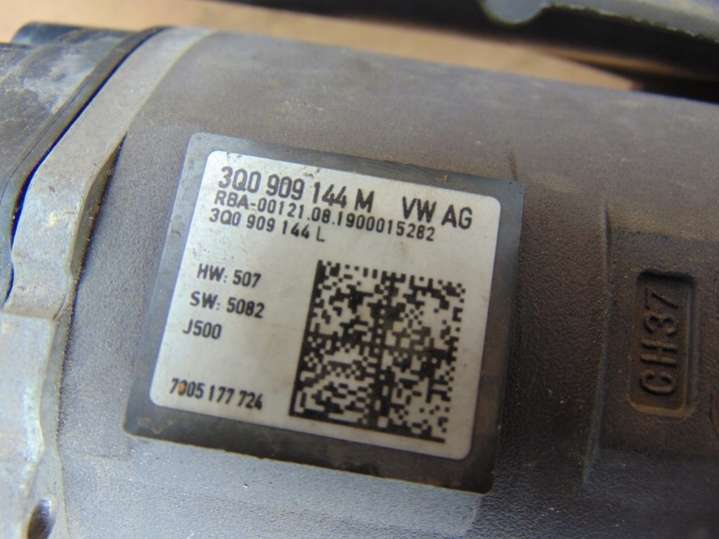 3Q0 909 144 M VW AG
RBA-00121.08.1900015282
3Q0 909 144 L
HW: 507
SW: 5082
J500
7805 177 724
CH37